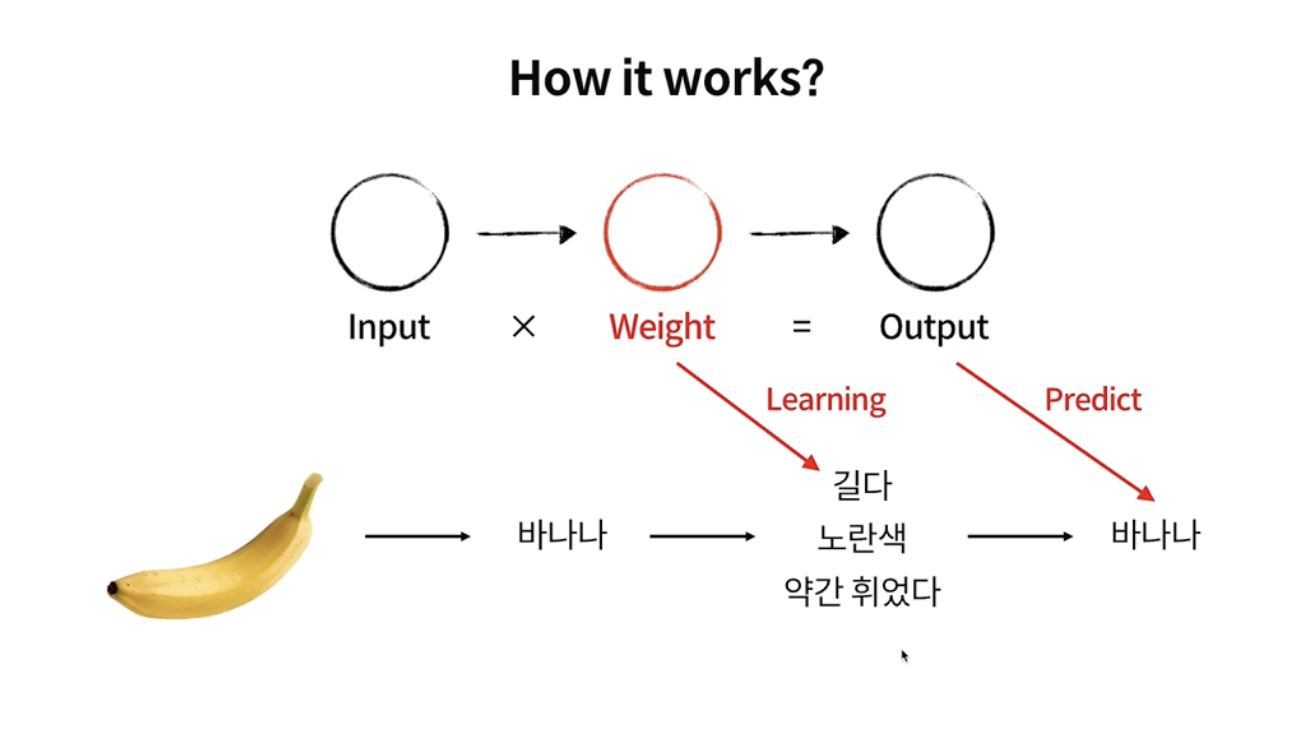 How it works?
Input × Weight = Output
Learning
Predict
길다
바나나 노란색 바나나
약간 휘었다